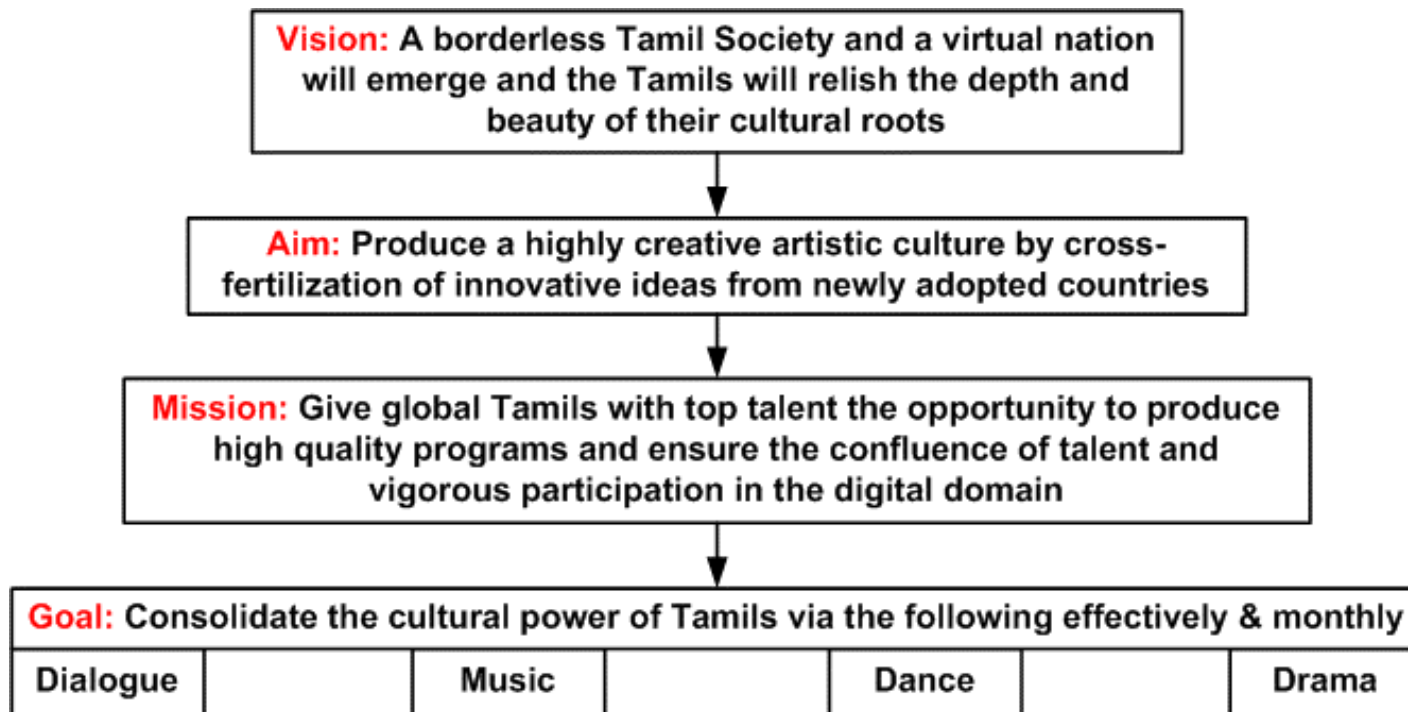 Vision: A borderless Tamil Society and a virtual nation
will emerge and the Tamils will relish the depth and
beauty of their cultural roots
Aim: Produce a highly creative artistic culture by cross-
fertilization of innovative ideas from newly adopted countries
Mission: Give global Tamils with top talent the opportunity to produce
high quality programs and ensure the confluence of talent and
vigorous participation in the digital domain
Goal: Consolidate the cultural power of Tamils via the following effectively & monthly
Dialogue Music Dance Drama